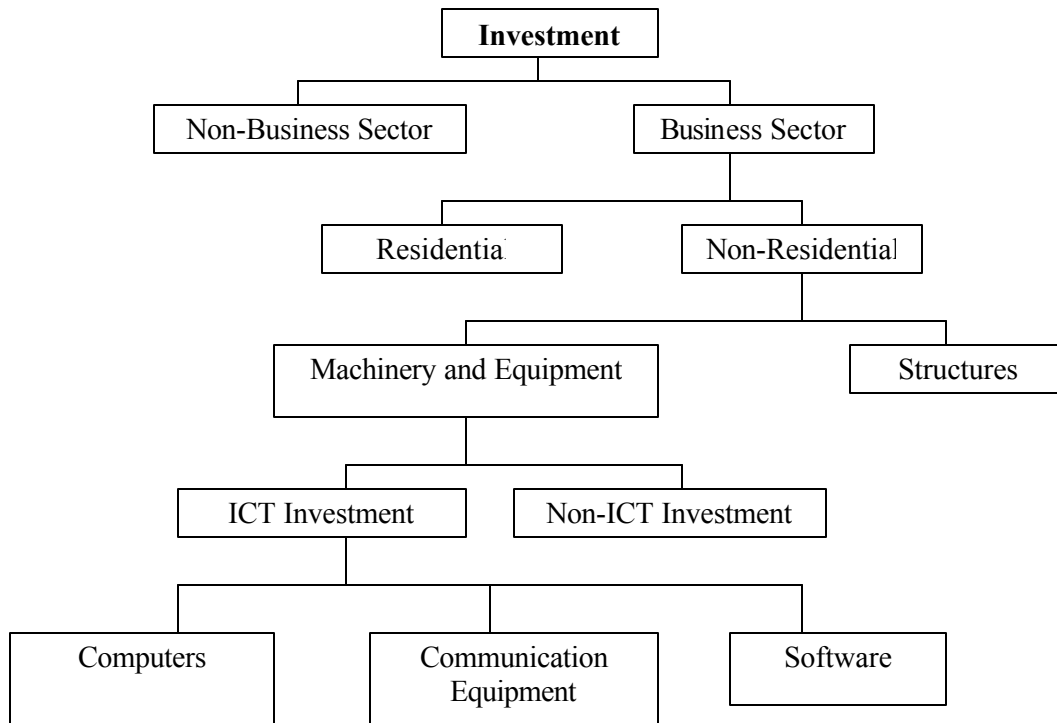 Investment
Non-Business Sector
Business Sector
Residential
Non-Residential
Machinery and Equipment
Structures
ICT Investment
Non-ICT Investment
Computers
Communication
Equipment
Software